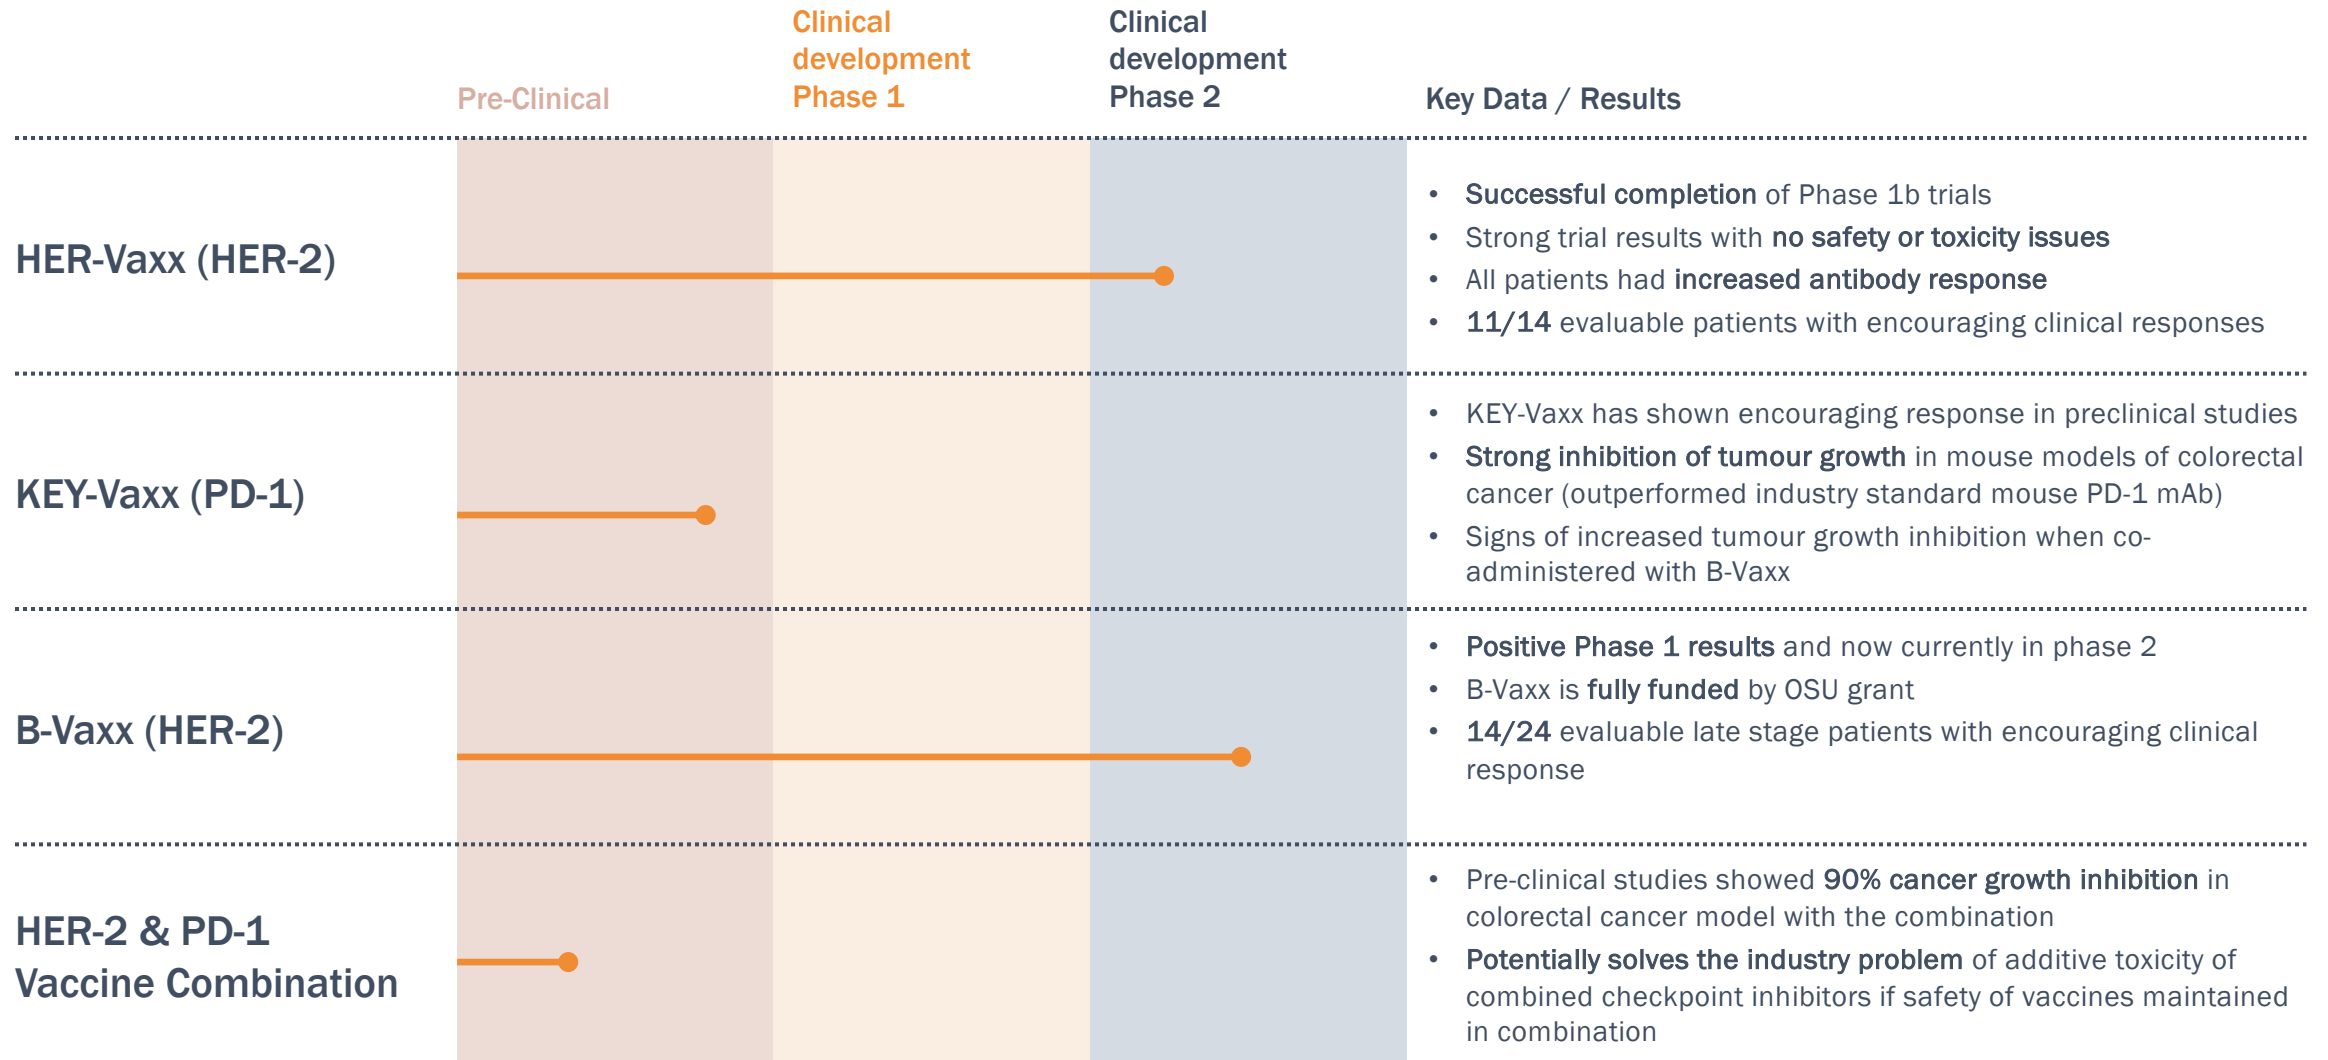 Clinical
development
Phase 1
Clinical
development
Phase 2
Pre-Clinical
Key Data / Results
HER-Vaxx (HER-2)
• Successful completion of Phase 1b trials
• Strong trial results with no safety or toxicity issues
• All patients had increased antibody response
• 11/14 evaluable patients with encouraging clinical responses
KEY-Vaxx (PD-1)
• KEY-Vaxx has shown encouraging response in preclinical studies
• Strong inhibition of tumour growth in mouse models of colorectal
cancer (outperformed industry standard mouse PD-1 mAb)
• Signs of increased tumour growth inhibition when co-
administered with B-Vaxx
B-Vaxx (HER-2)
• Positive Phase 1 results and now currently in phase 2
• B-Vaxx is fully funded by OSU grant
• 14/24 evaluable late stage patients with encouraging clinical
response
HER-2 & PD-1
Vaccine Combination
• Pre-clinical studies showed 90% cancer growth inhibition in
colorectal cancer model with the combination
• Potentially solves the industry problem of additive toxicity of
combined checkpoint inhibitors if safety of vaccines maintained
in combination